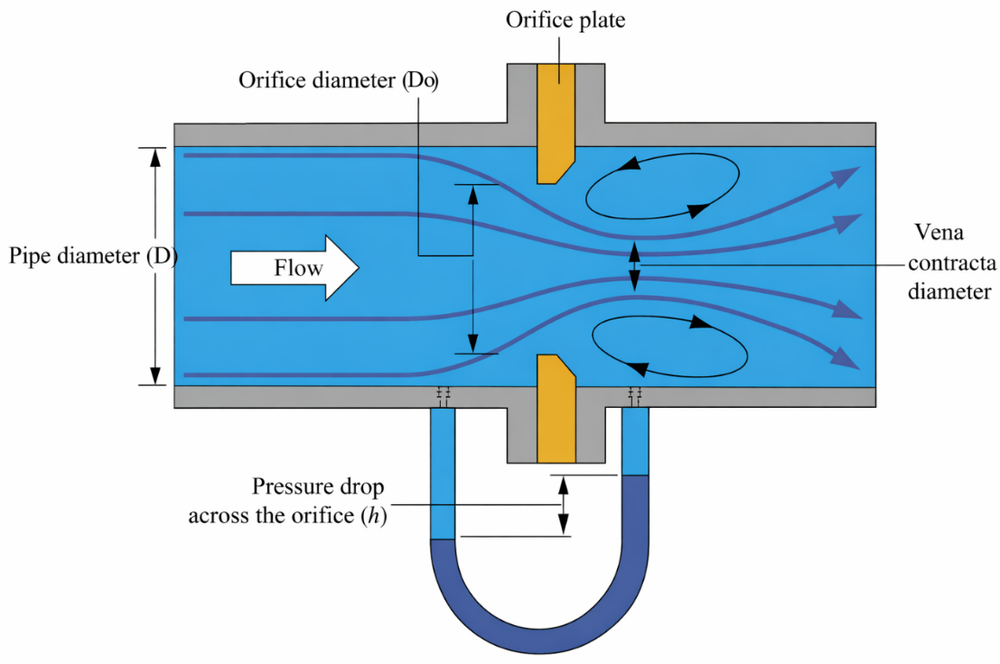 Orifice plate
Orifice diameter (Do)
Pipe diameter (D)
Flow
Vena
contracta
diameter
Pressure drop
across the orifice (h)